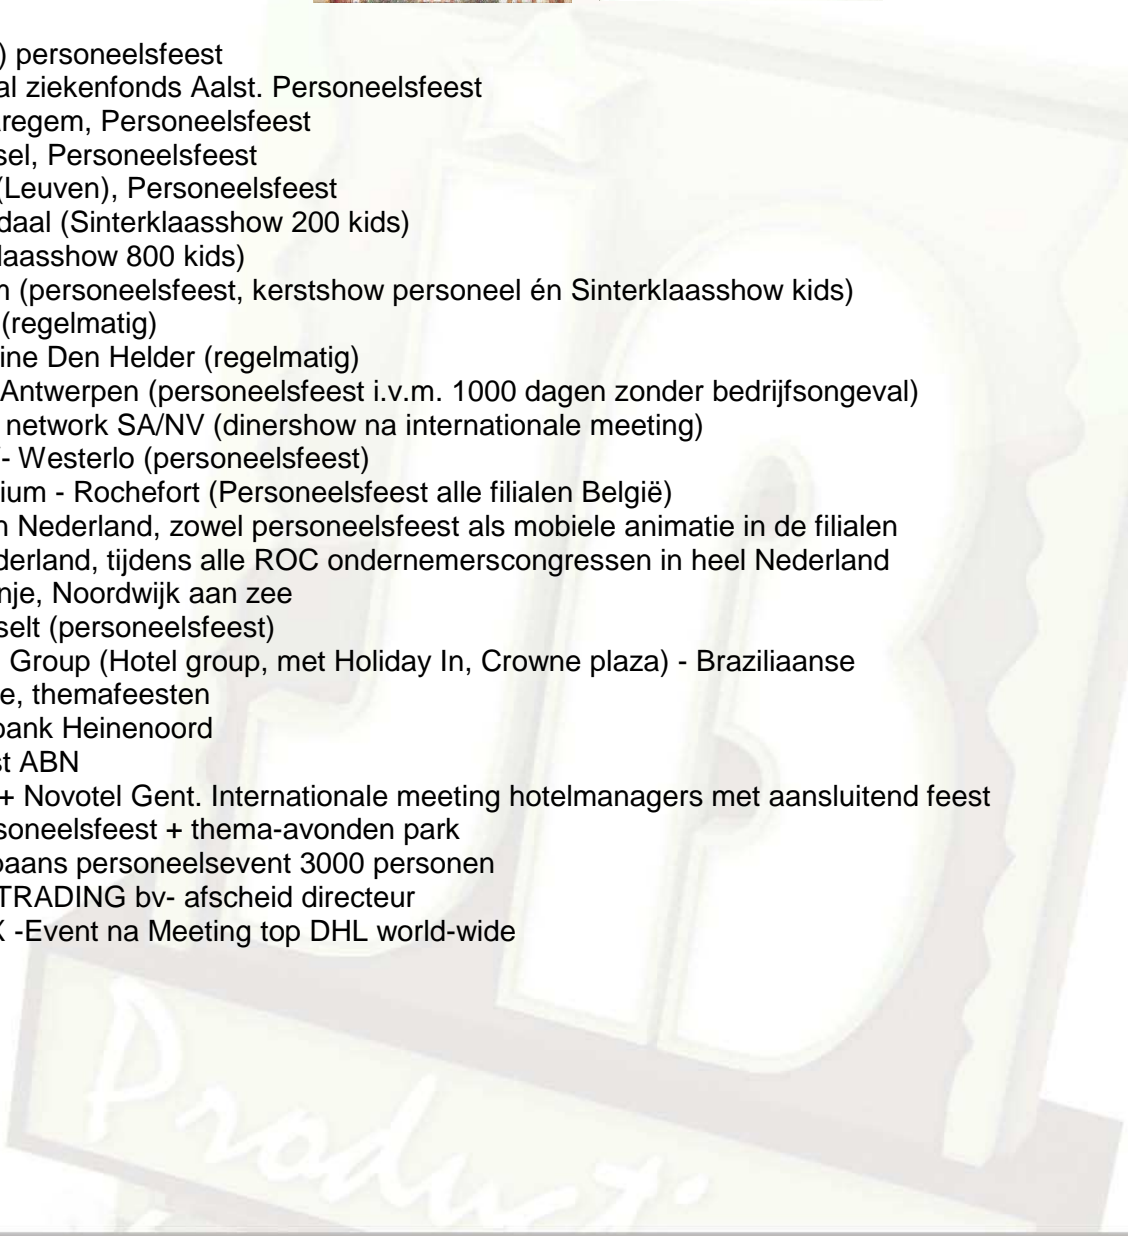 ) personeelsfeest
al ziekenfonds Aalst. Personeelsfeest
regem, Personeelsfeest
sel, Personeelsfeest
(Leuven), Personeelsfeest
daal (Sinterklaasshow 200 kids)
laasshow 800 kids)
n (personeelsfeest, kerstshow personeel én Sinterklaasshow kids)
(regelmatig)
ine Den Helder (regelmatig)
Antwerpen (personeelsfeest i.v.m. 1000 dagen zonder bedrijfsongeval)
network SA/NV (dinershow na internationale meeting)
- Westerlo (personeelsfeest)
ium - Rochefort (Personeelsfeest alle filialen België)
n Nederland, zowel personeelsfeest als mobiele animatie in de filialen
derland, tijdens alle ROC ondernemerscongressen in heel Nederland
nje, Noordwijk aan zee
selt (personeelsfeest)
Group (Hotel group, met Holiday In, Crowne plaza) - Braziliaanse
e, themafeesten
bank Heinenoord
st ABN
+ Novotel Gent. Internationale meeting hotelmanagers met aansluitend feest
soneelsfeest + thema-avonden park
paans personeelsevent 3000 personen
TRADING bv- afscheid directeur
X -Event na Meeting top DHL world-wide
JB
Producti